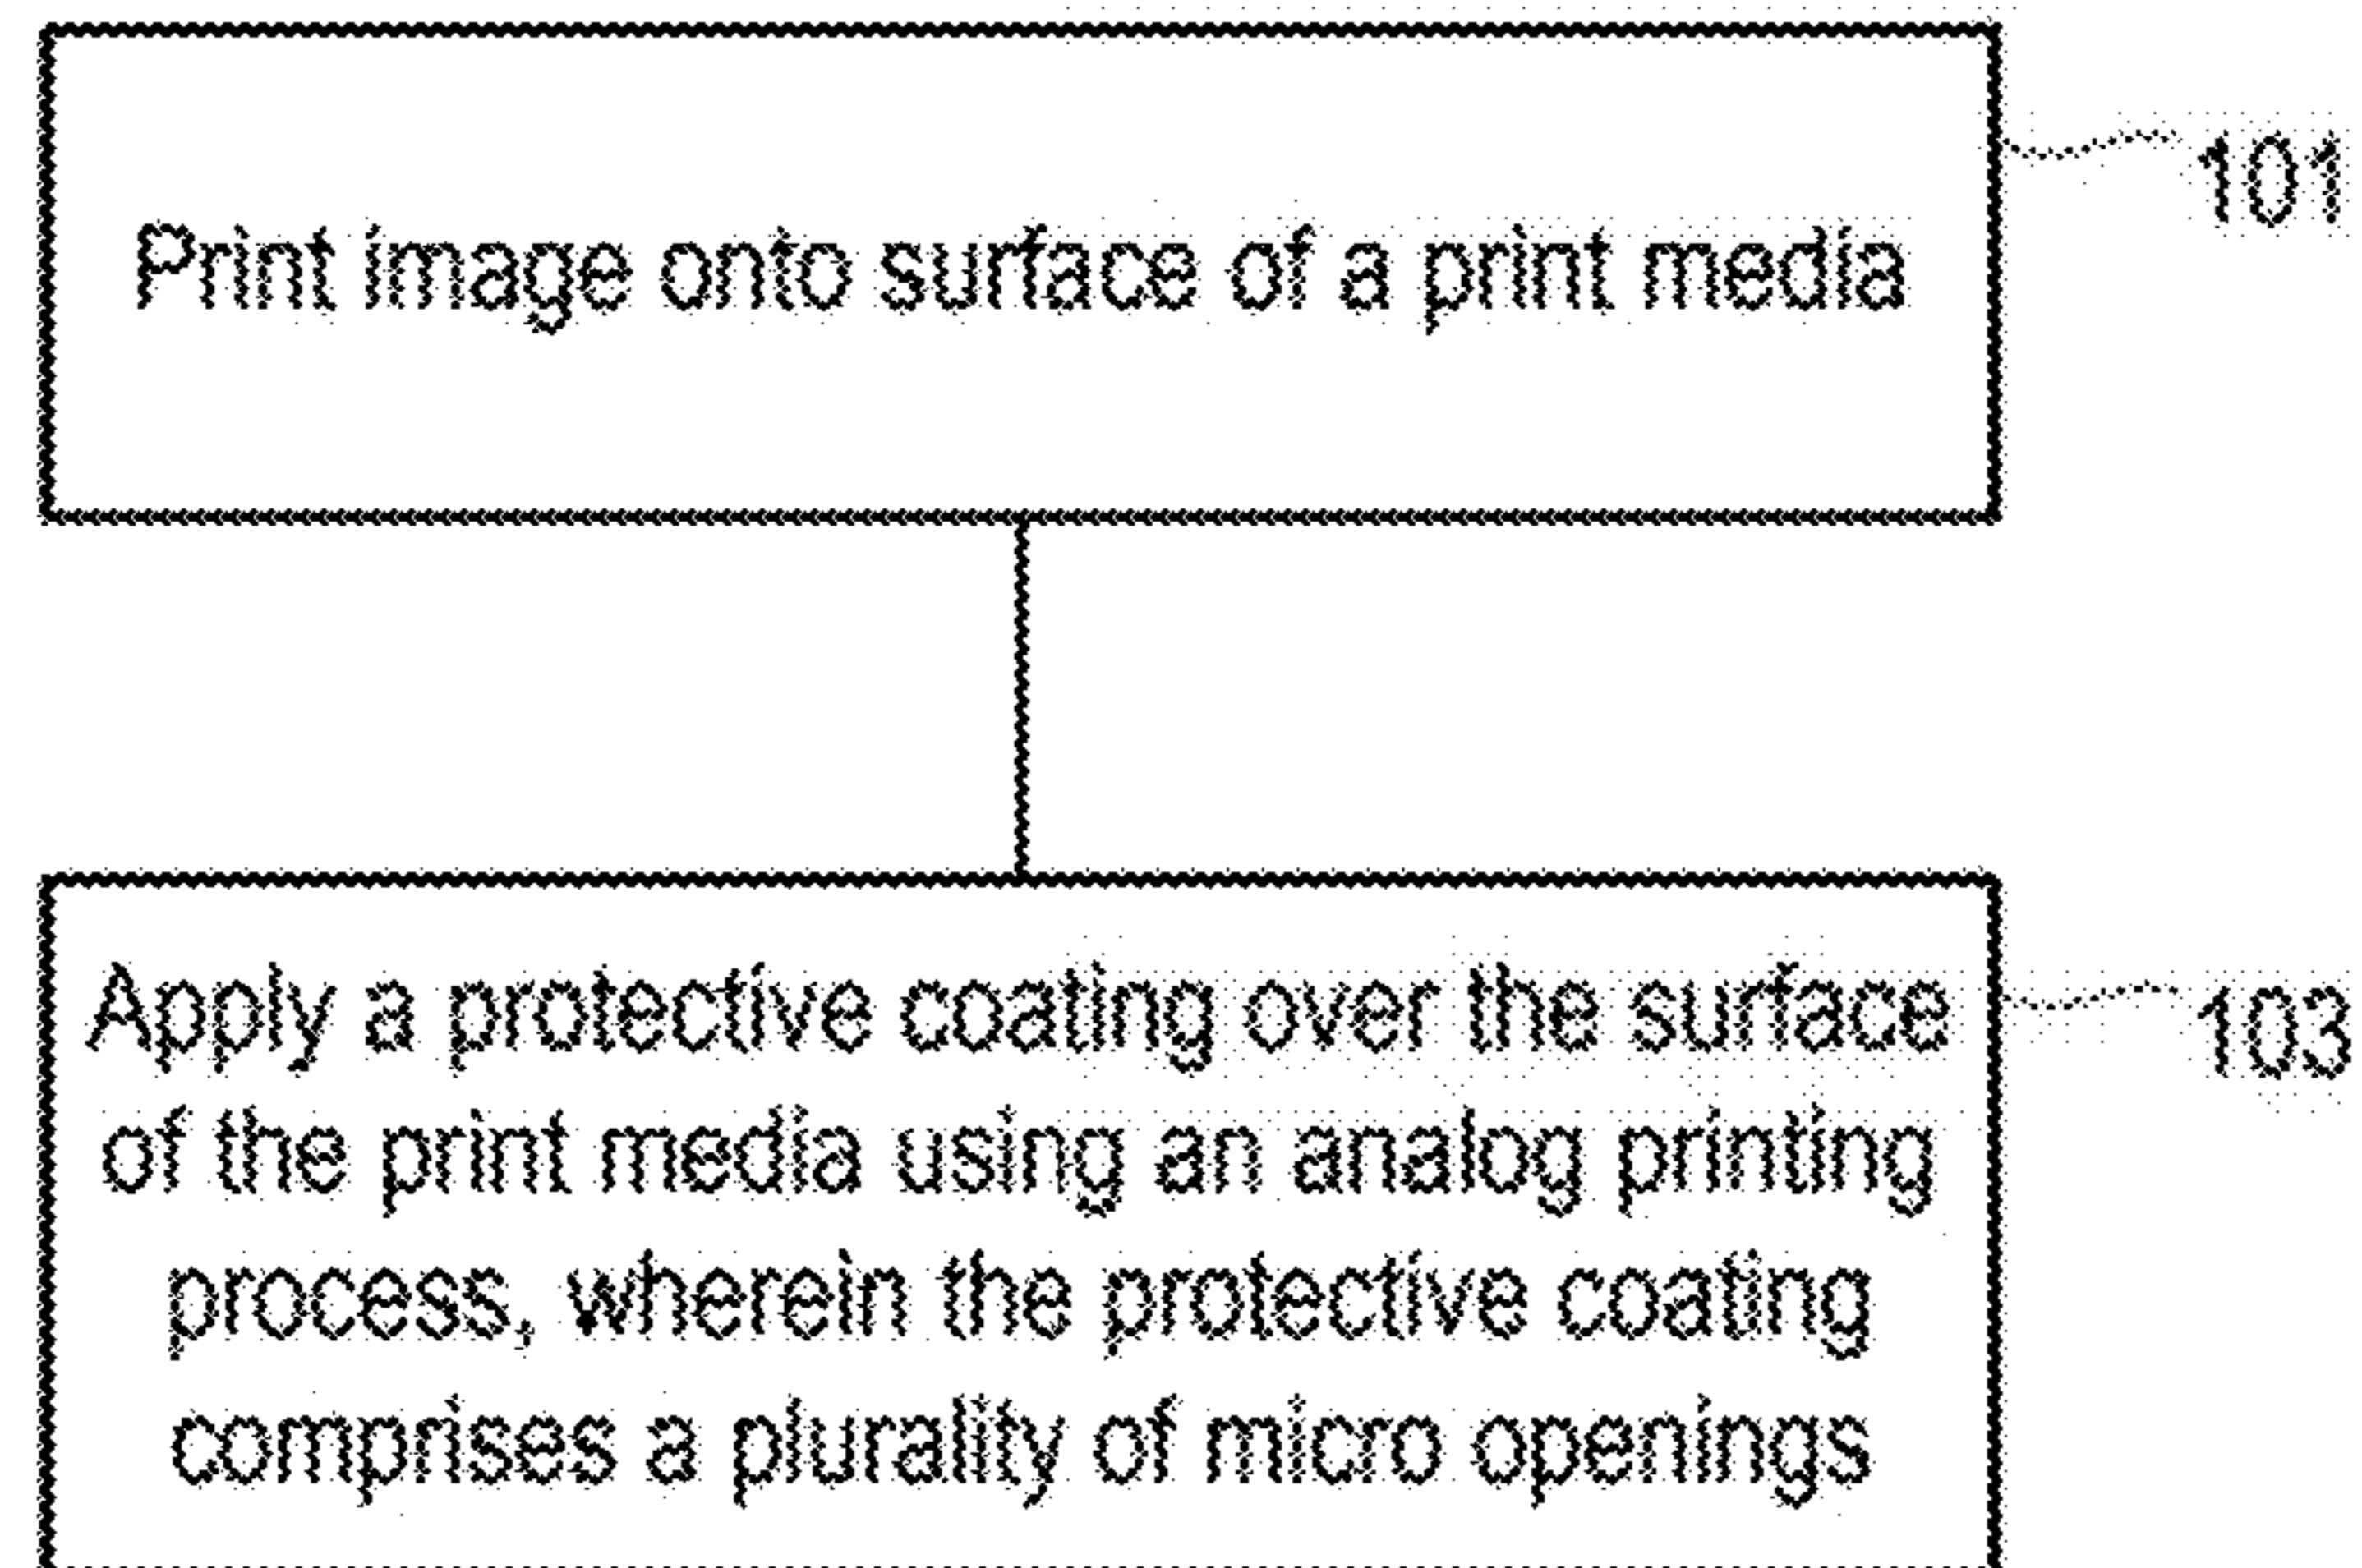 Print image onto surface of a print media
101
Apply a protective coating over the surface
103
of the print media using an analog printing
process, wherein the protective coating
comprises a plurality of micro openings